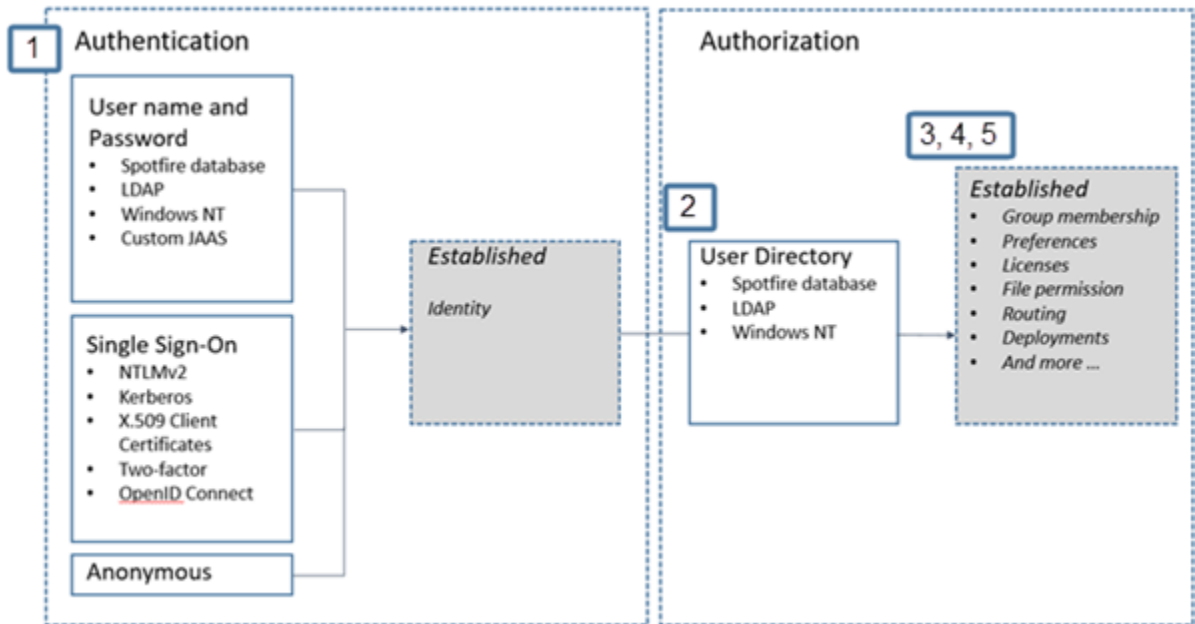 1
Authentication
User name and
Password
• Spotfire database
• LDAP
• Windows NT
• Custom JAAS
Single Sign-On
• NTLMv2
• Kerberos
• X.509 Client
Certificates
• Two-factor
• OpenID Connect
Anonymous
Established
Identity
Authorization
2
User Directory
• Spotfire database
• LDAP
• Windows NT
3, 4, 5
Established
• Group membership
• Preferences
• Licenses
• File permission
• Routing
• Deployments
• And more ...